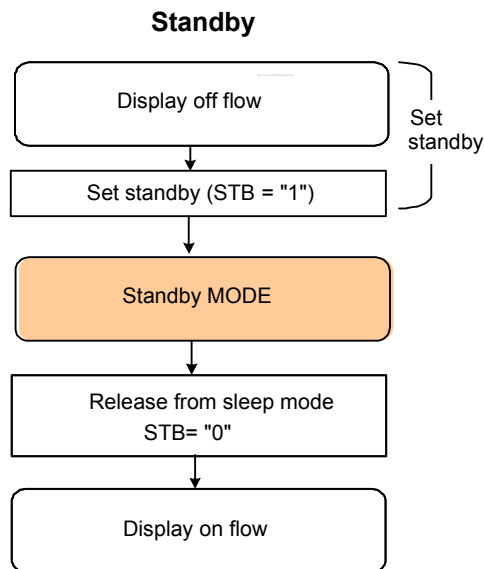 Standby
Display off flow
Set
standby
Set standby (STB = "1")
Standby MODE
Release from sleep mode
STB= "0"
Display on flow